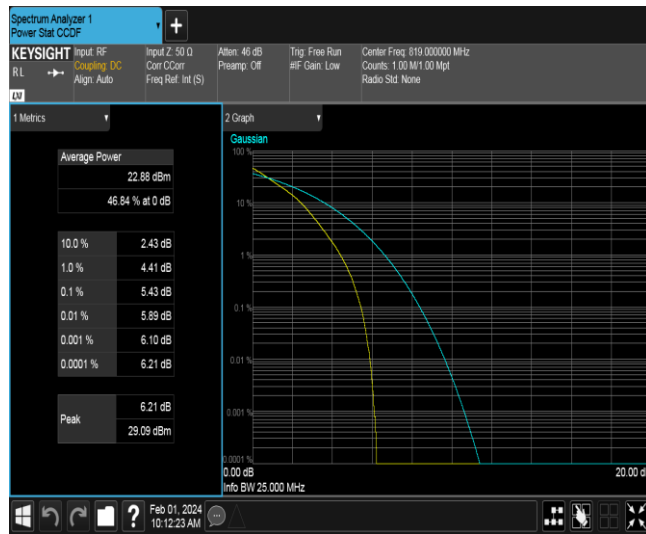 Spectrum Analyzer 1
Power Stat CCDF
+
KEYSIGHT
RL
LXI
Input: RF
Coupling: DC
Align: Auto
Input Z: 50 Ω
Corr CCorr
Freq Ref: Int (S)
Atten: 46 dB
Preamp: Off
Trig: Free Run
#IF Gain: Low
Center Freq: 819.000000 MHz
Counts: 1.00 M/1.00 Mpt
Radio Std: None
1 Metrics
Average Power
22.88 dBm
46.84 % at 0 dB
10.0 % 2.43 dB
1.0 % 4.41 dB
0.1 % 5.43 dB
0.01 % 5.89 dB
0.001 % 6.10 dB
0.0001 % 6.21 dB
Peak
6.21 dB
29.09 dBm
2 Graph
Gaussian
100 %
10 %
1 %
0.1 %
0.01 %
0.001 %
0.0001 %
0.00 dB
20.00 d
Info BW 25.000 MHz
?
Feb 01, 2024
10:12:23 AM